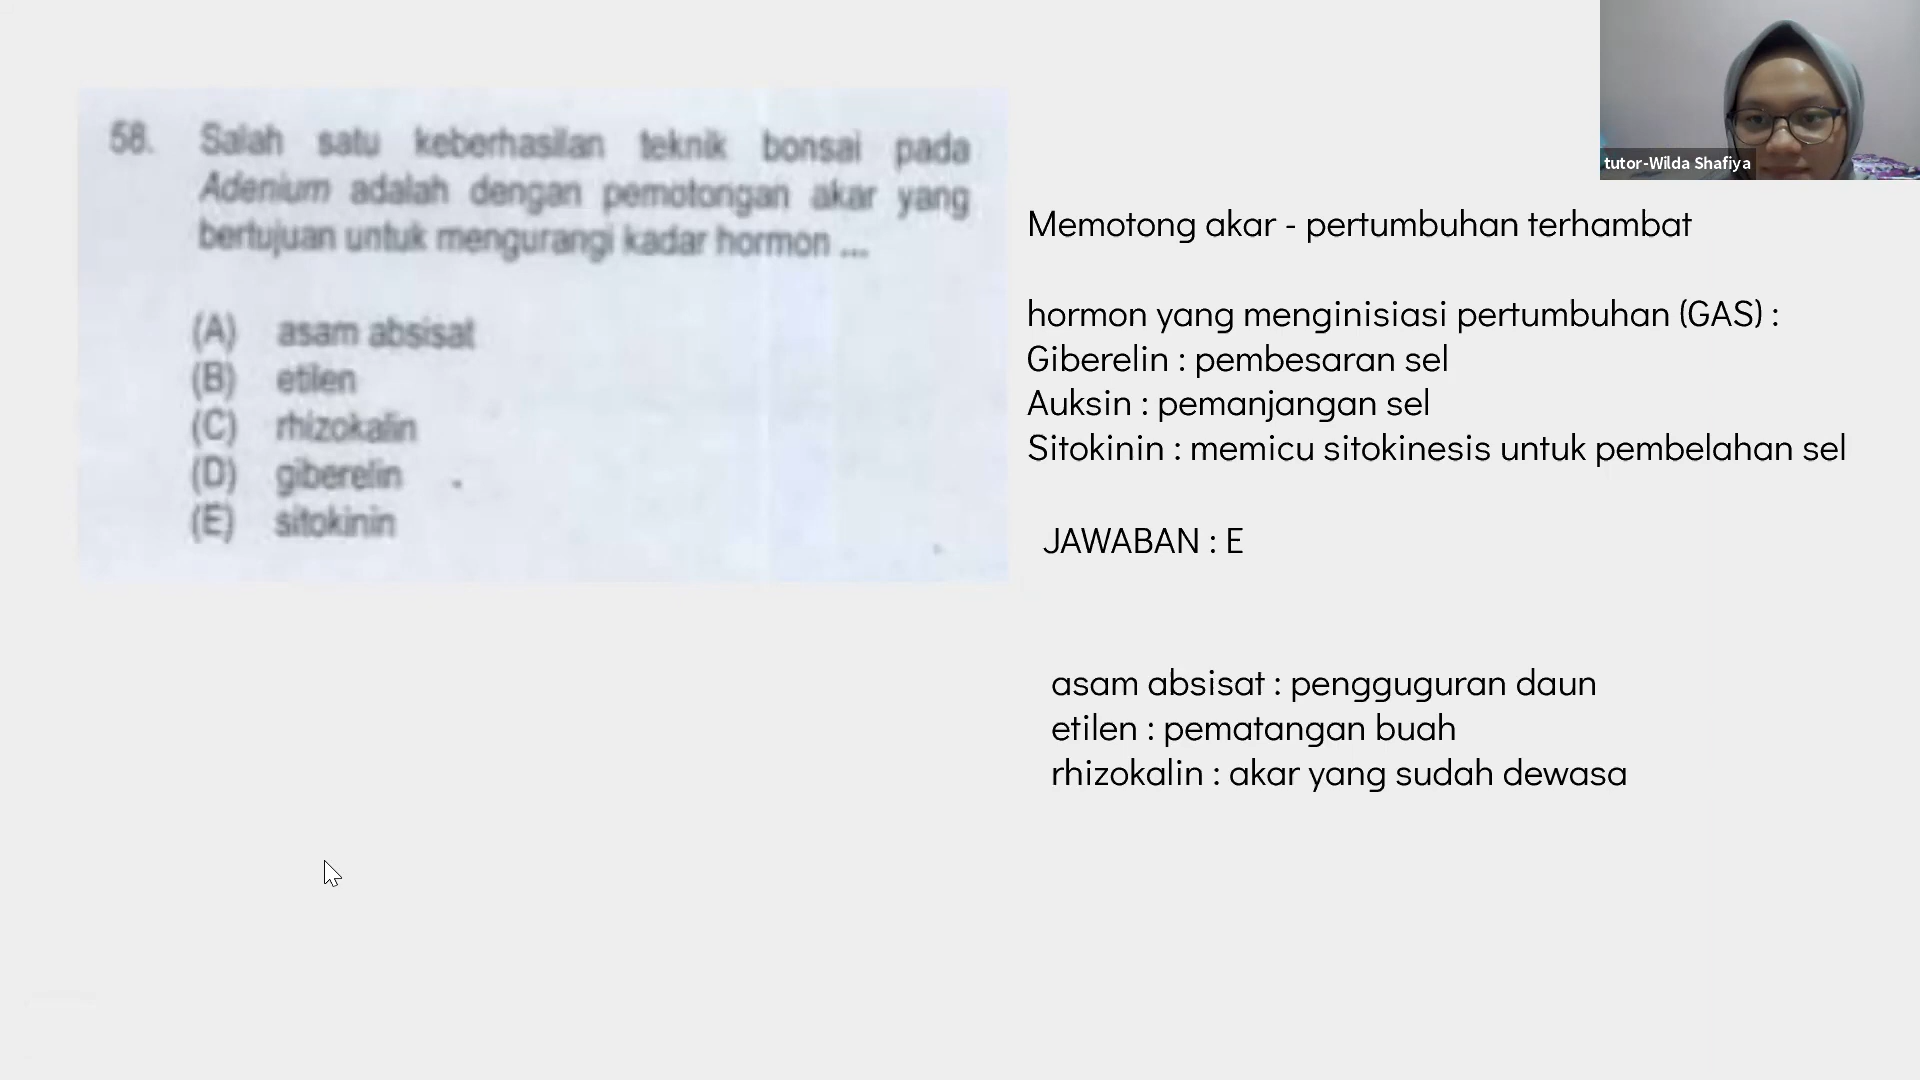 58. Salah satu keberhasilan teknik bonsai pada
Adenium adalah dengan pemotongan akar yang
bertujuan untuk mengurangi kadar hormon ...
(A) asam absisat
(B) etilen
(C) rhizokalin
(D) giberelin
(E) sitokinin
tutor-Wilda Shafiya
Memotong akar - pertumbuhan terhambat
hormon yang menginisiasi pertumbuhan (GAS) :
Giberelin : pembesaran sel
Auksin : pemanjangan sel
Sitokinin : memicu sitokinesis untuk pembelahan sel
JAWABAN : E
asam absisat : pengguguran daun
etilen : pematangan buah
rhizokalin : akar yang sudah dewasa